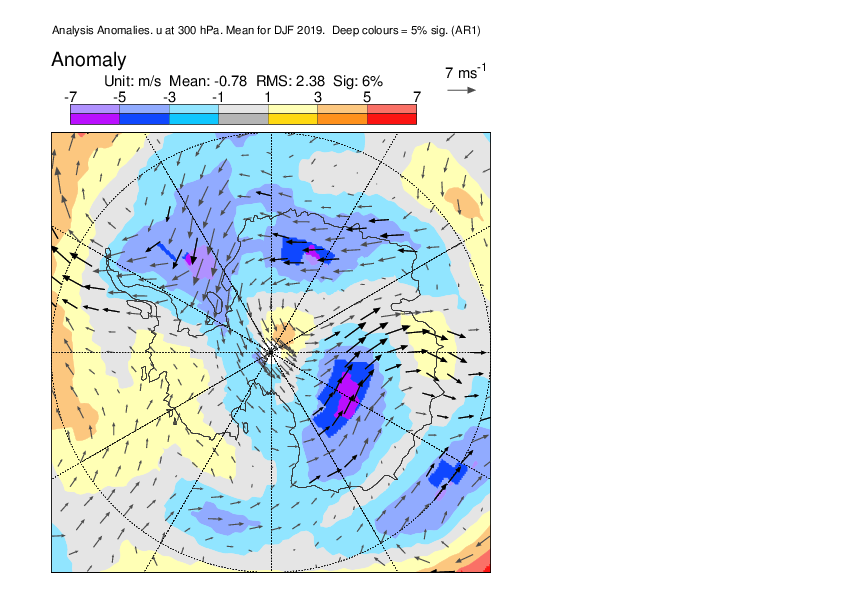 Analysis Anomalies. u at 300 hPa. Mean for DJF 2019. Deep colours = 5% sig. (AR1)
Anomaly
7 ms-1
Unit: m/s Mean: -0.78 RMS: 2.38 Sig: 6%
-7 -5 -3 -1 1 3 5 7